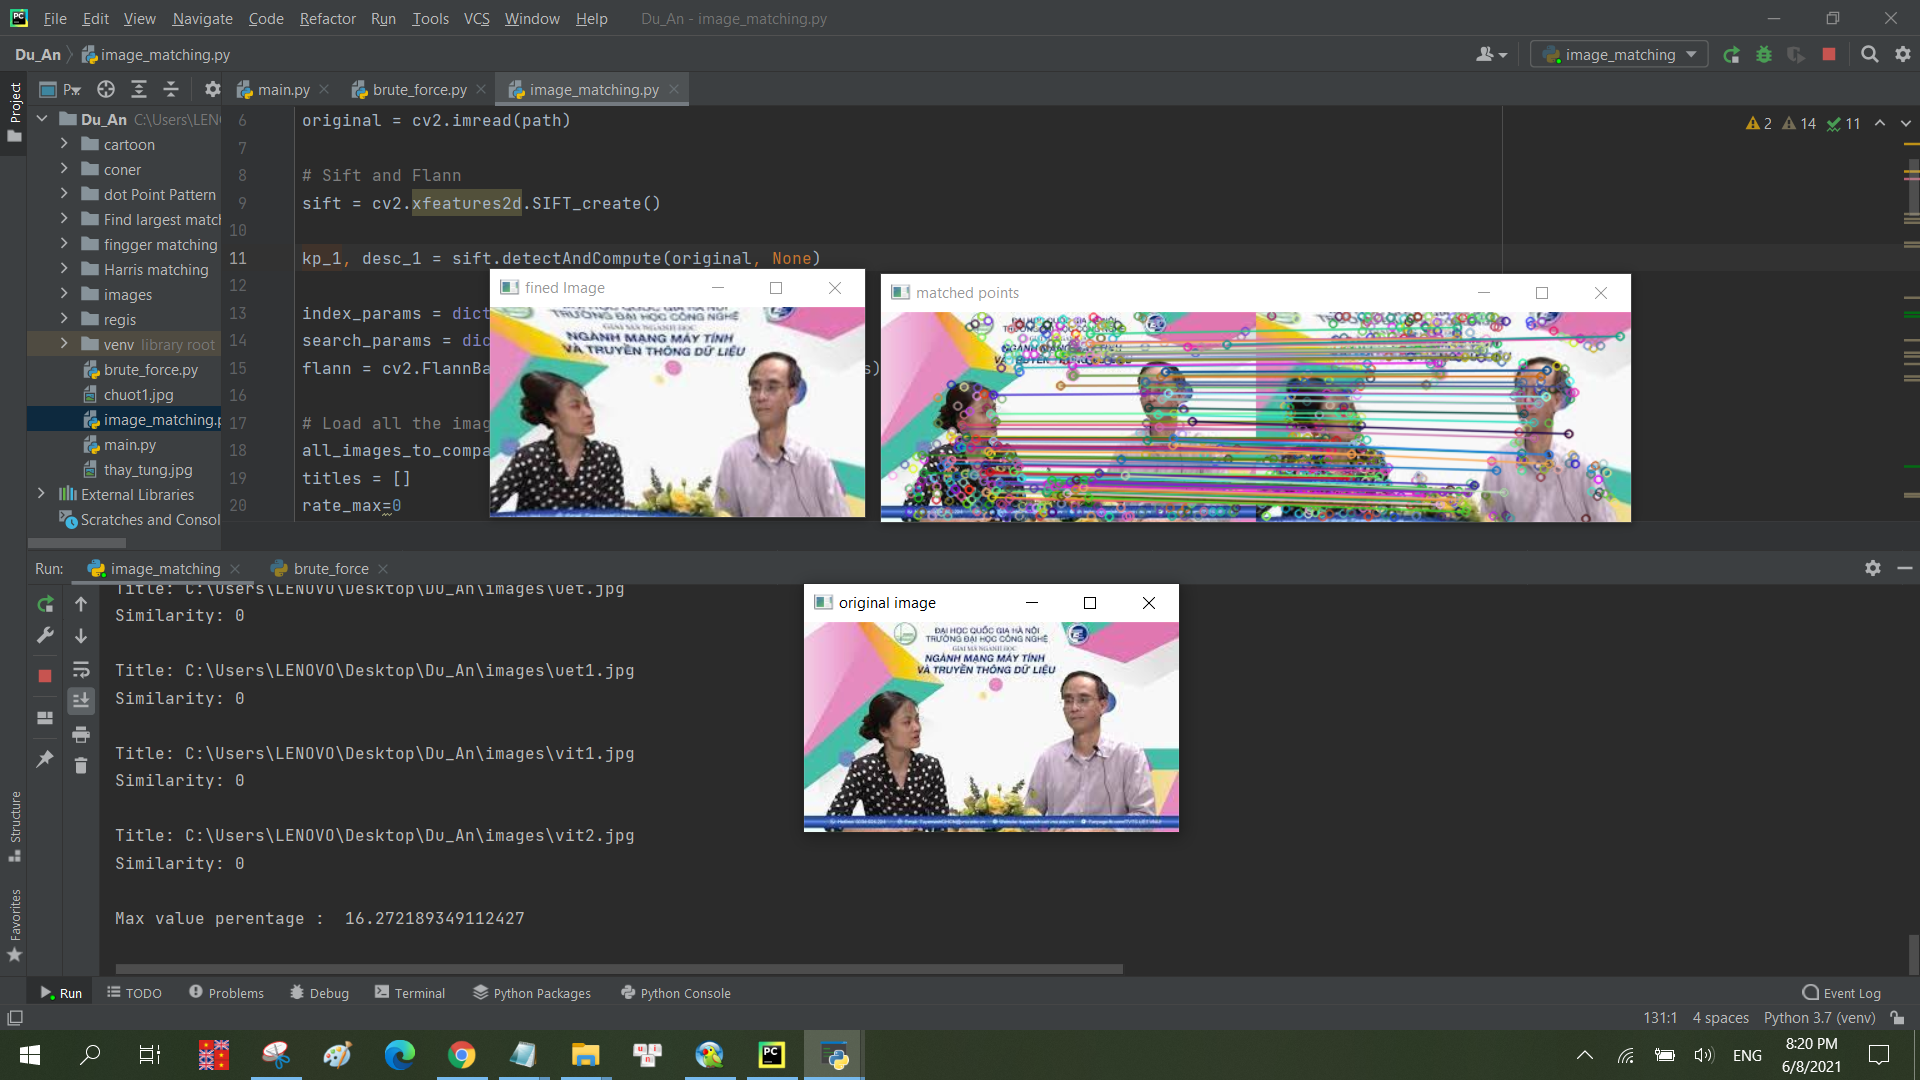 File Edit View Navigate Code Refactor Run Tools VCS Window Help Du_An - image_matching.py
Du_An image_matching.py
image_matching
Project
P
main.py brute_force.py image_matching.py
Du_An C:\Users\LEN
cartoon
coner
dot Point Pattern
Find largest match
fingger matching
Harris matching
images
regis
venv library root
brute_force.py
chuot1.jpg
image_matching.p
main.py
thay_tung.jpg
External Libraries
Scratches and Consol
2 14 11
6 original = cv2.imread(path)
7
8 # Sift and Flann
9 sift = cv2.xfeatures2d.SIFT_create()
10
11 kp_1, desc_1 = sift.detectAndCompute(original, None)
12
13 index_params = dict
14 search_params = dic
15 flann = cv2.FlannBa s)
16
17 # Load all the imag
18 all_images_to_compa
19 titles = []
20 rate_max=0
fined Image
TRƯỜNG ĐẠI HỌC CÔNG NGHỆ
GIẢI MÃ NGÀNH HỌC
NGÀNH MẠNG MÁY TÍNH
VÀ TRUYỀN THÔNG DỮ LIỆU
matched points
Run: image_matching brute_force
Title: C:\Users\LENOVO\Desktop\Du_An\images\uet.jpg
Similarity: 0
Title: C:\Users\LENOVO\Desktop\Du_An\images\uet1.jpg
Similarity: 0
Title: C:\Users\LENOVO\Desktop\Du_An\images\vit1.jpg
Similarity: 0
Title: C:\Users\LENOVO\Desktop\Du_An\images\vit2.jpg
Similarity: 0
Max value perentage :  16.272189349112427
original image
ĐẠI HỌC QUỐC GIA HÀ NỘI
TRƯỜNG ĐẠI HỌC CÔNG NGHỆ
GIẢI MÃ NGÀNH HỌC
NGÀNH MẠNG MÁY TÍNH
VÀ TRUYỀN THÔNG DỮ LIỆU
Structure
Favorites
Run TODO Problems Debug Terminal Python Packages Python Console Event Log
131:1 4 spaces Python 3.7 (venv)
PC
ENG
8:20 PM
6/8/2021